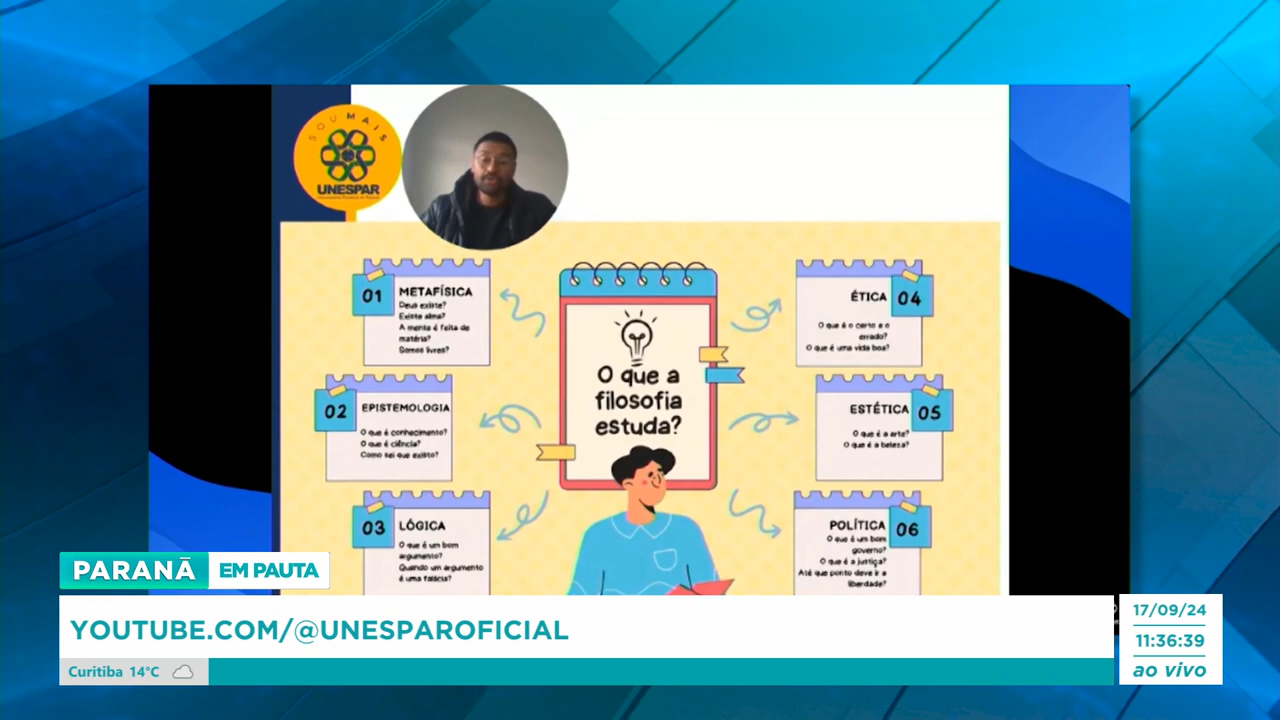 SOU MAIS
UNESPAR
01
METAFÍSICA
Deus existe?
Existe alma?
A mente é feita de
matéria?
Somos livres?
02
EPISTEMOLOGIA
O que é conhecimento?
O que é ciência?
Como sei que existo?
03
LÓGICA
O que é um bom
argumento?
Quando um argumento
é uma falácia?
O que a
filosofia
estuda?
ÉTICA
04
O que é o certo e o
errado?
O que é uma vida boa?
ESTÉTICA
05
O que é a arte?
O que é a beleza?
POLÍTICA
06
O que é um bom
governo?
O que é a justiça?
Até que ponto deve ir a
liberdade?
PARANÁ EM PAUTA
YOUTUBE.COM/@UNESPAROFICIAL
Curitiba 14°C
17/09/24
11:36:39
ao vivo